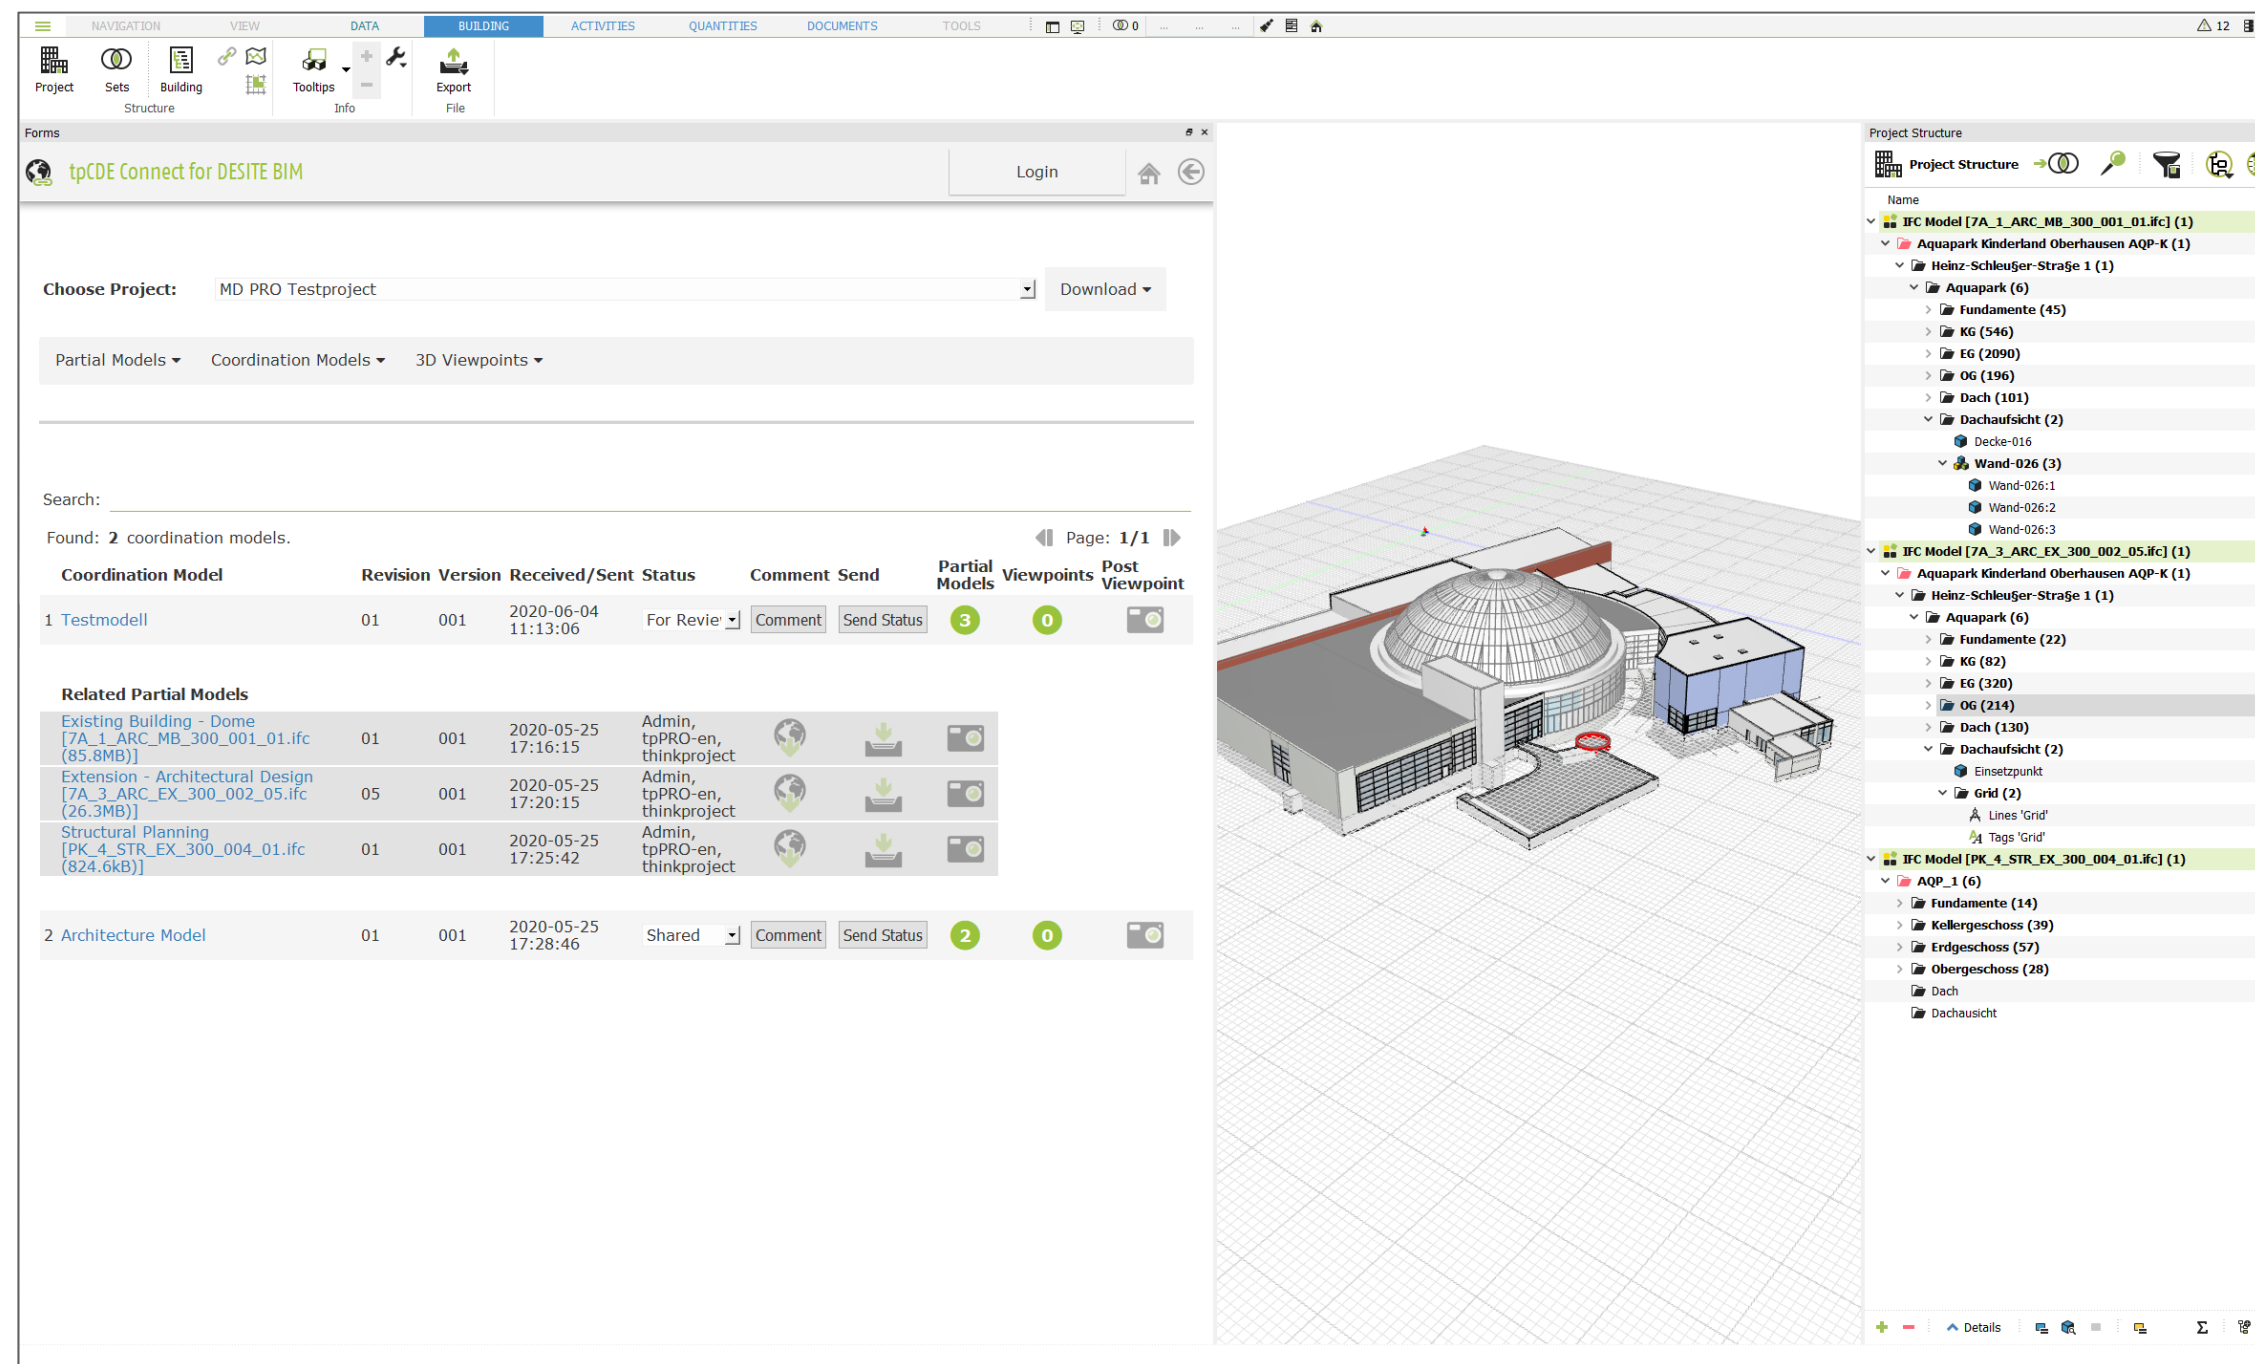 NAVIGATION VIEW DATA BUILDING ACTIVITIES QUANTITIES DOCUMENTS TOOLS 0 ... ... ... 12
Project Sets Building Tooltips Export
Structure Info File
Forms
tpCDE Connect for DESITE BIM Login
Choose Project: MD PRO Testproject Download
Partial Models Coordination Models 3D Viewpoints
Search:
Found: 2 coordination models. Page: 1/1
Coordination Model Revision Version Received/Sent Status Comment Send Partial Models Viewpoints Post Viewpoint
1 Testmodell 01 001 2020-06-04 11:13:06 For Revie Comment Send Status 3 0
Related Partial Models
Existing Building - Dome
[7A_1_ARC_MB_300_001_01.ifc
(85.8MB)]
01 001 2020-05-25
17:16:15
Admin,
tpPRO-en,
thinkproject
Extension - Architectural Design
[7A_3_ARC_EX_300_002_05.ifc
(26.3MB)]
05 001 2020-05-25
17:20:15
Admin,
tpPRO-en,
thinkproject
Structural Planning
[PK_4_STR_EX_300_004_01.ifc
(824.6kB)]
01 001 2020-05-25
17:25:42
Admin,
tpPRO-en,
thinkproject
2 Architecture Model 01 001 2020-05-25 17:28:46 Shared Comment Send Status 2 0
Project Structure
Project Structure
Name
IFC Model [7A_1_ARC_MB_300_001_01.ifc] (1)
Aquapark Kinderland Oberhausen AQP-K (1)
Heinz-Schleu§er-Stra§e 1 (1)
Aquapark (6)
Fundamente (45)
KG (546)
EG (2090)
OG (196)
Dach (101)
Dachaufsicht (2)
Decke-016
Wand-026 (3)
Wand-026:1
Wand-026:2
Wand-026:3
IFC Model [7A_3_ARC_EX_300_002_05.ifc] (1)
Aquapark Kinderland Oberhausen AQP-K (1)
Heinz-Schleu§er-Stra§e 1 (1)
Aquapark (6)
Fundamente (22)
KG (82)
EG (320)
OG (214)
Dach (130)
Dachaufsicht (2)
Einsetzpunkt
Grid (2)
Lines 'Grid'
Tags 'Grid'
IFC Model [PK_4_STR_EX_300_004_01.ifc] (1)
AQP_1 (6)
Fundamente (14)
Kellergeschoss (39)
Erdgeschoss (57)
Obergeschoss (28)
Dach
Dachausicht
Details Σ